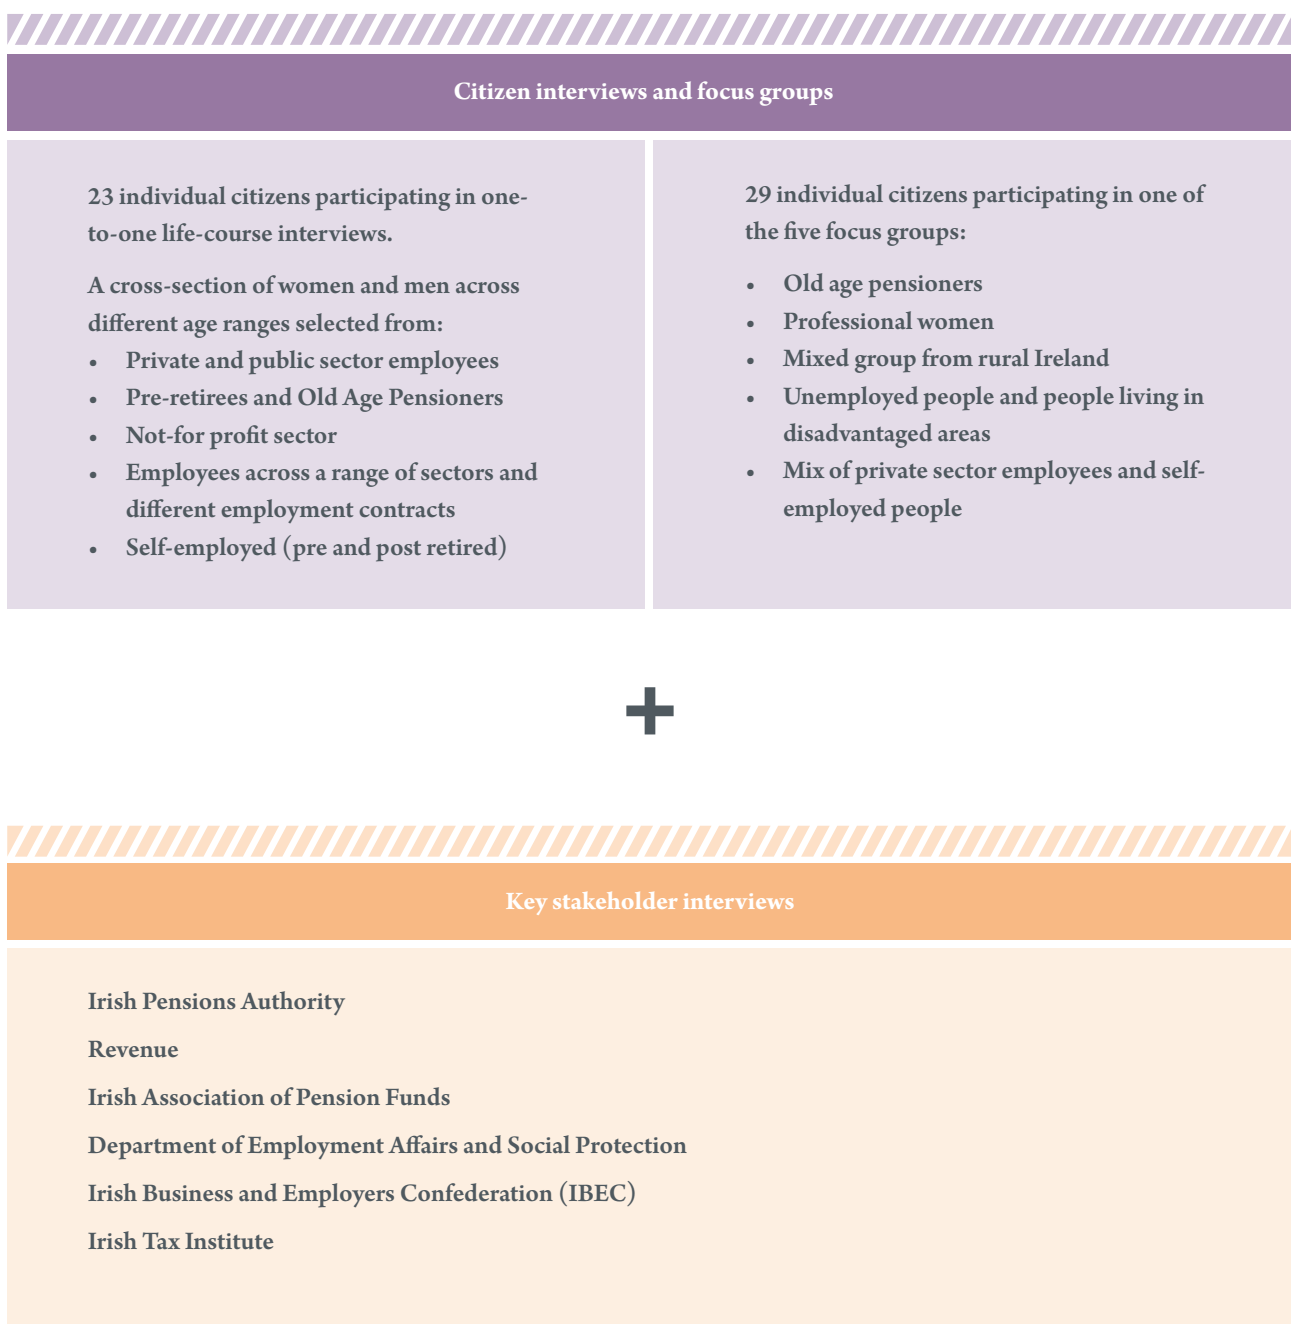 Citizen interviews and focus groups
23 individual citizens participating in one-
to-one life-course interviews.
A cross-section of women and men across
different age ranges selected from:
• Private and public sector employees
• Pre-retirees and Old Age Pensioners
• Not-for profit sector
• Employees across a range of sectors and
different employment contracts
• Self-employed (pre and post retired)
29 individual citizens participating in one of
the five focus groups:
• Old age pensioners
• Professional women
• Mixed group from rural Ireland
• Unemployed people and people living in
disadvantaged areas
• Mix of private sector employees and self-
employed people
+
Key stakeholder interviews
Irish Pensions Authority
Revenue
Irish Association of Pension Funds
Department of Employment Affairs and Social Protection
Irish Business and Employers Confederation (IBEC)
Irish Tax Institute